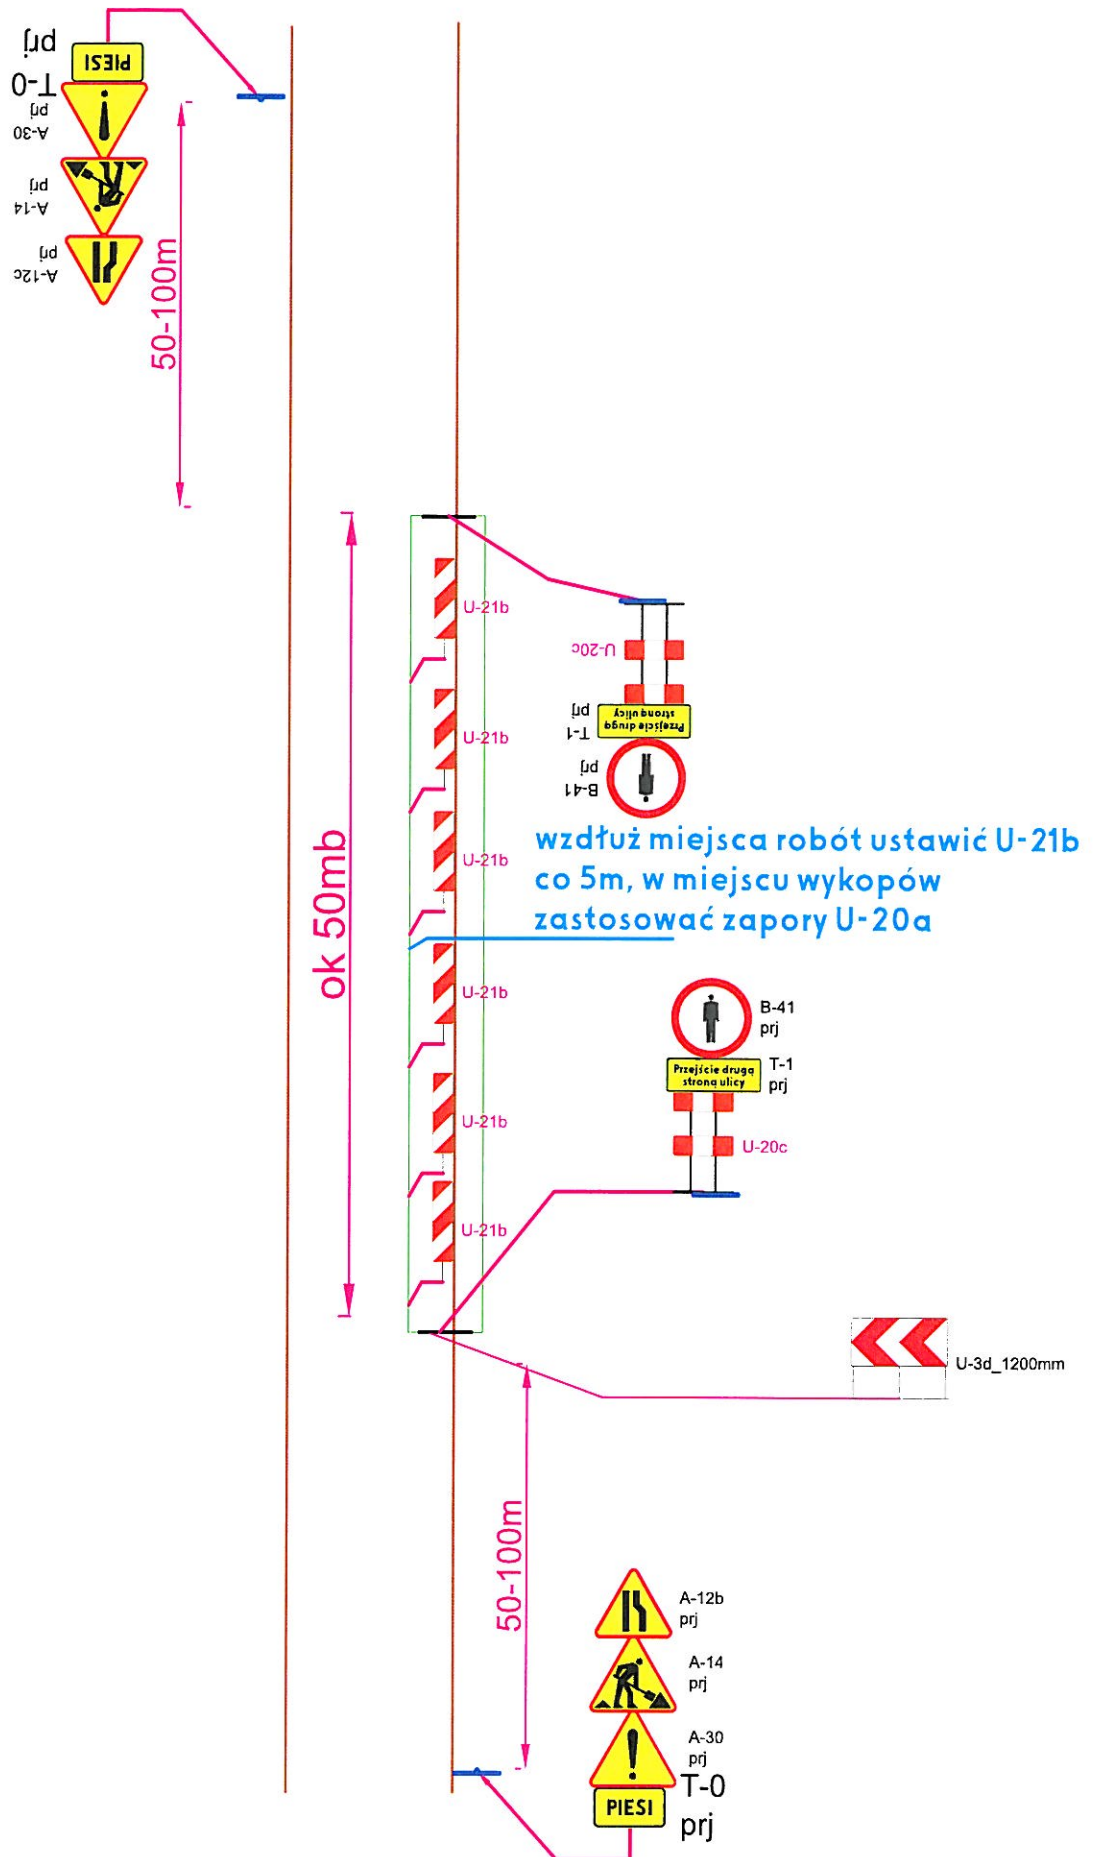 prj
PIESI
T-0
A-30
prj
A-14
prj
A-12c
prj
50-100m
ok 50mb
U-21b
U-21b
U-21b
U-21b
U-21b
U-21b
U-20c
T-1
prj
Przejście drugą
stroną ulicy
B-41
prj
wzdłuż miejsca robót ustawić U-21b
co 5m, w miejscu wykopów
zastosować zapory U-20a
B-41
prj
Przejście drugą
stroną ulicy
T-1
prj
U-20c
U-3d_1200mm
50-100m
A-12b
prj
A-14
prj
A-30
prj
T-0
PIESI
prj